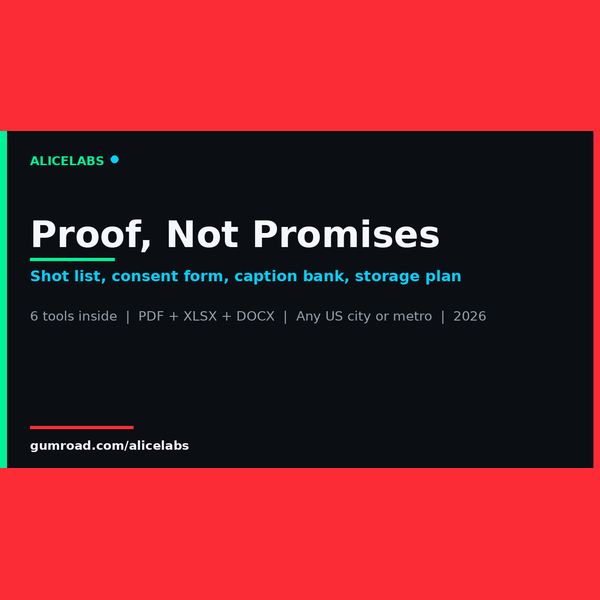 ALICELABS
Proof, Not Promises
Shot list, consent form, caption bank, storage plan
6 tools inside | PDF + XLSX + DOCX | Any US city or metro | 2026
gumroad.com/alicelabs